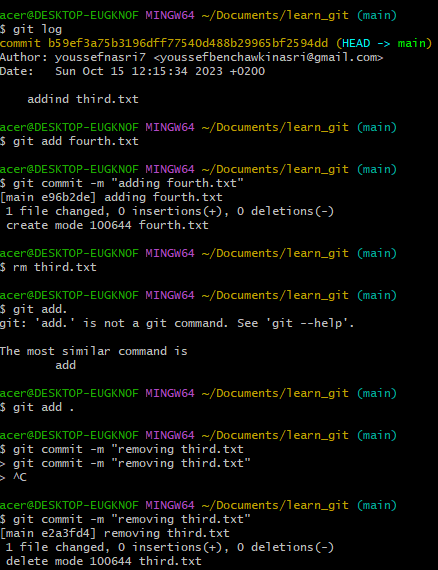 acer@DESKTOP-EUGKNOF MINGW64 ~/Documents/learn_git (main)
$ git log
commit b59ef3a75b3196dff77540d488b29965bf2594dd (HEAD -> main)
Author: youssefnasri7 <youssefbenchawkinasri@gmail.com>
Date:   Sun Oct 15 12:15:34 2023 +0200

    addind third.txt

acer@DESKTOP-EUGKNOF MINGW64 ~/Documents/learn_git (main)
$ git add fourth.txt

acer@DESKTOP-EUGKNOF MINGW64 ~/Documents/learn_git (main)
$ git commit -m "adding fourth.txt"
[main e96b2de] adding fourth.txt
 1 file changed, 0 insertions(+), 0 deletions(-)
 create mode 100644 fourth.txt

acer@DESKTOP-EUGKNOF MINGW64 ~/Documents/learn_git (main)
$ rm third.txt

acer@DESKTOP-EUGKNOF MINGW64 ~/Documents/learn_git (main)
$ git add.
git: 'add.' is not a git command. See 'git --help'.

The most similar command is
        add

acer@DESKTOP-EUGKNOF MINGW64 ~/Documents/learn_git (main)
$ git add .

acer@DESKTOP-EUGKNOF MINGW64 ~/Documents/learn_git (main)
$ git commit -m "removing third.txt
> git commit -m "removing third.txt"
> ^C

acer@DESKTOP-EUGKNOF MINGW64 ~/Documents/learn_git (main)
$ git commit -m "removing third.txt"
[main e2a3fd4] removing third.txt
 1 file changed, 0 insertions(+), 0 deletions(-)
 delete mode 100644 third.txt